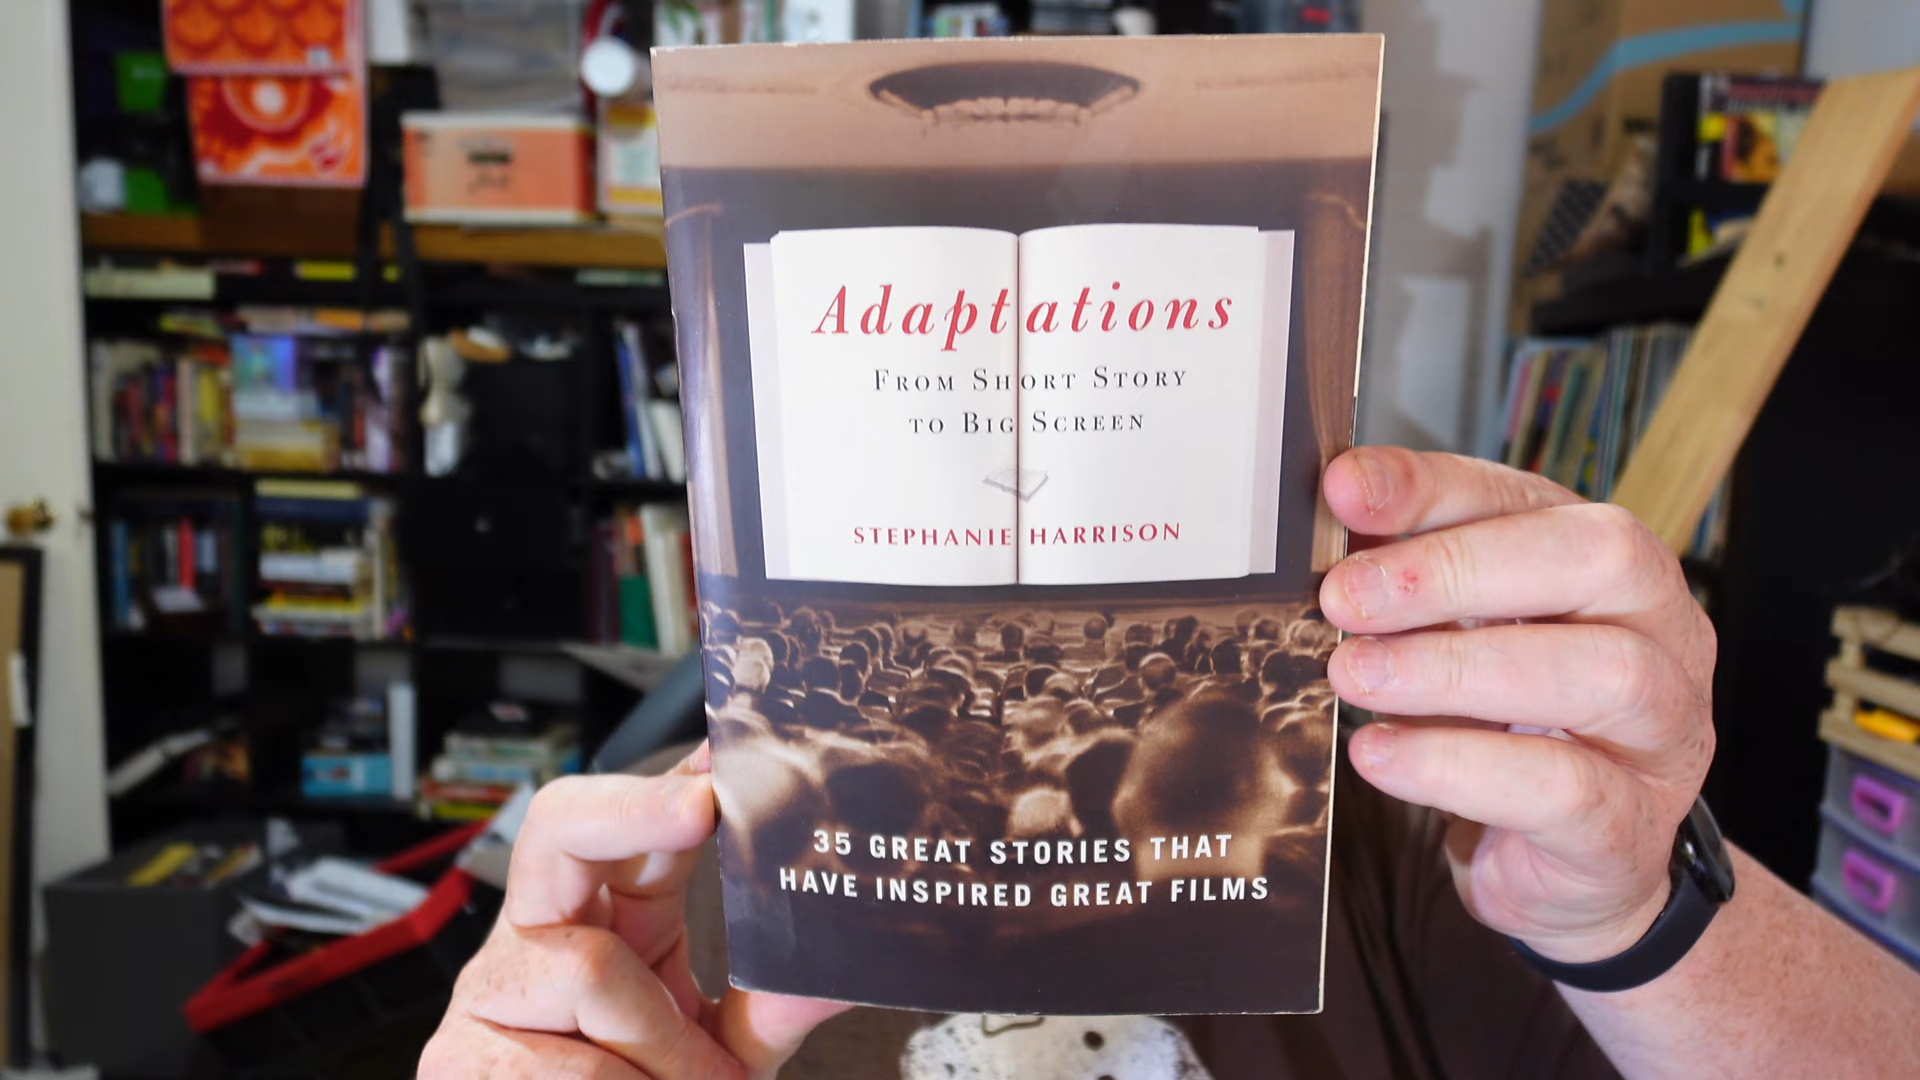 Adaptations
FROM SHORT STORY
TO BIG SCREEN
STEPHANIE HARRISON
35 GREAT STORIES THAT
HAVE INSPIRED GREAT FILMS